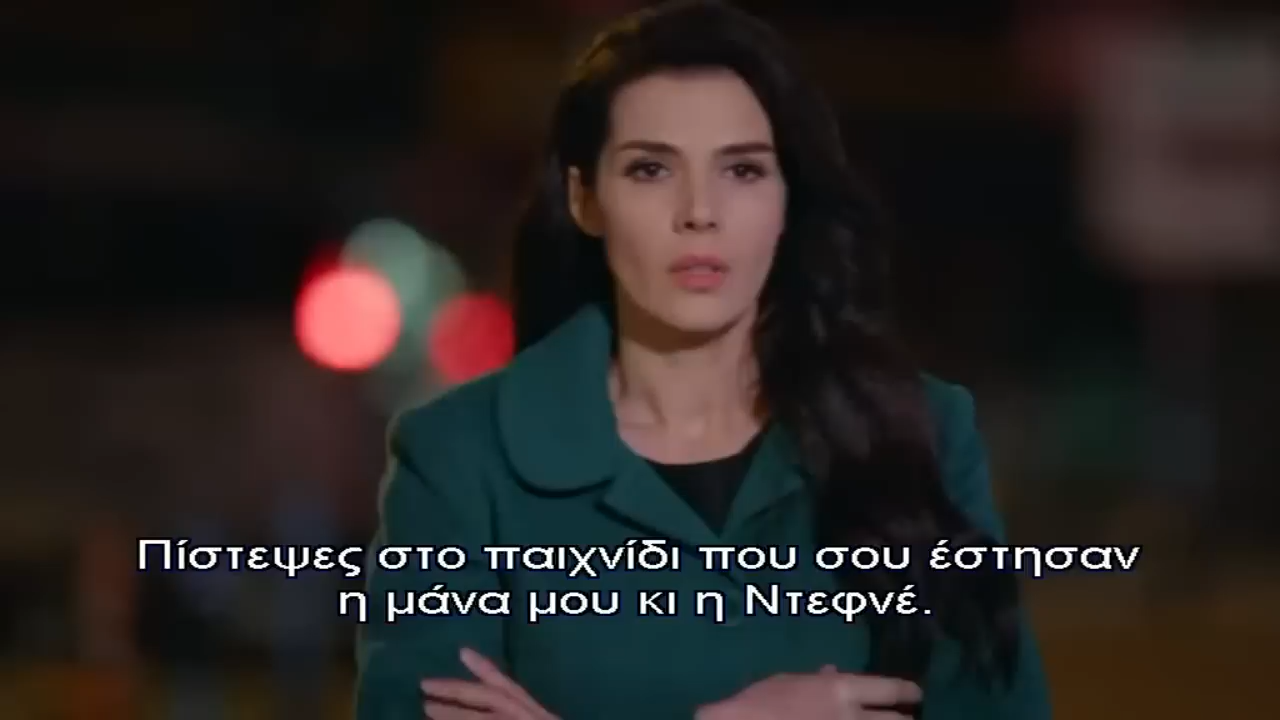 Πίστεψες στο παιχνίδι που σου έστησαν
η μάνα μου κι η Ντεφνέ.